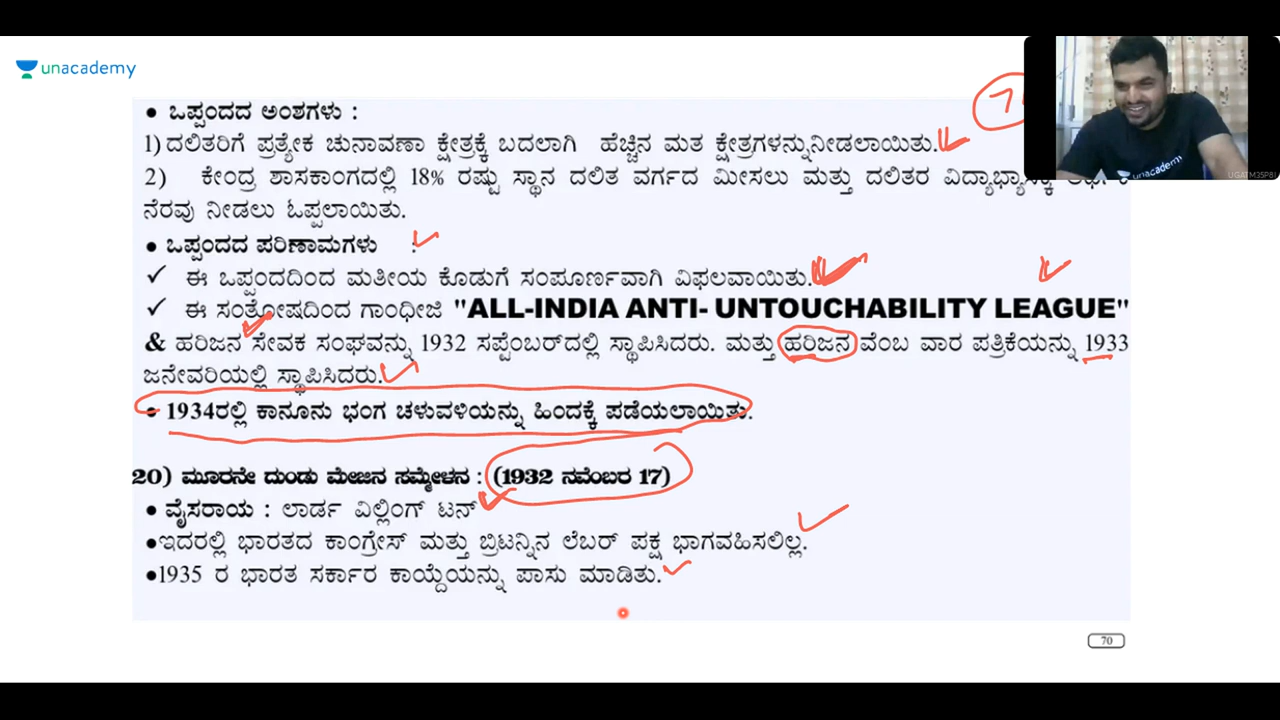 unacademy
• ಒಪ್ಪಂದದ ಅಂಶಗಳು :
1) ದಲಿತರಿಗೆ ಪ್ರತ್ಯೇಕ ಚುನಾವಣಾ ಕ್ಷೇತ್ರಕ್ಕೆ ಬದಲಾಗಿ ಹೆಚ್ಚಿನ ಮತ ಕ್ಷೇತ್ರಗಳನ್ನುನೀಡಲಾಯಿತು.
2) ಕೇಂದ್ರ ಶಾಸಕಾಂಗದಲ್ಲಿ 18% ರಷ್ಟು ಸ್ಥಾನ ದಲಿತ ವರ್ಗದ ಮೀಸಲು ಮತ್ತು ದಲಿತರ
ನೆರವು ನೀಡಲು ಓಪ್ಪಲಾಯಿತು.
• ಒಪ್ಪಂದದ ಪರಿಣಾಮಗಳು :
✓ ಈ ಒಪ್ಪಂದದಿಂದ ಮತೀಯ ಕೊಡುಗೆ ಸಂಪೂರ್ಣವಾಗಿ ವಿಫಲವಾಯಿತು.
✓ ಈ ಸಂತೋಷದಿಂದ ಗಾಂಧೀಜಿ "ALL-INDIA ANTI- UNTOUCHABILITY LEAGUE"
& ಹರಿಜನ ಸೇವಕ ಸಂಘವನ್ನು 1932 ಸಪ್ಟೆಂಬರ್‌ದಲ್ಲಿ ಸ್ಥಾಪಿಸಿದರು. ಮತ್ತು ಹರಿಜನ ವೆಂಬ ವಾರ ಪತ್ರಿಕೆಯನ್ನು 1933
ಜನೇವರಿಯಲ್ಲಿ ಸ್ಥಾಪಿಸಿದರು.
• 1934ರಲ್ಲಿ ಕಾನೂನು ಭಂಗ ಚಳುವಳಿಯನ್ನು ಹಿಂದಕ್ಕೆ ಪಡೆಯಲಾಯಿತು.
20) ಮೂರನೇ ದುಂಡು ಮೇಜಿನ ಸಮ್ಮೇಳನ : (1932 ನವೆಂಬರ 17)
• ವೈಸರಾಯ : ಲಾರ್ಡ ವಿಲ್ಲಿಂಗ್ ಟನ್
•ಇದರಲ್ಲಿ ಭಾರತದ ಕಾಂಗ್ರೇಸ್ ಮತ್ತು ಬ್ರಿಟನ್ನಿನ ಲೆಬರ್ ಪಕ್ಷ ಭಾಗವಹಿಸಲಿಲ್ಲ.
•1935 ರ ಭಾರತ ಸರ್ಕಾರ ಕಾಯ್ದೆಯನ್ನು ಪಾಸು ಮಾಡಿತು.
70